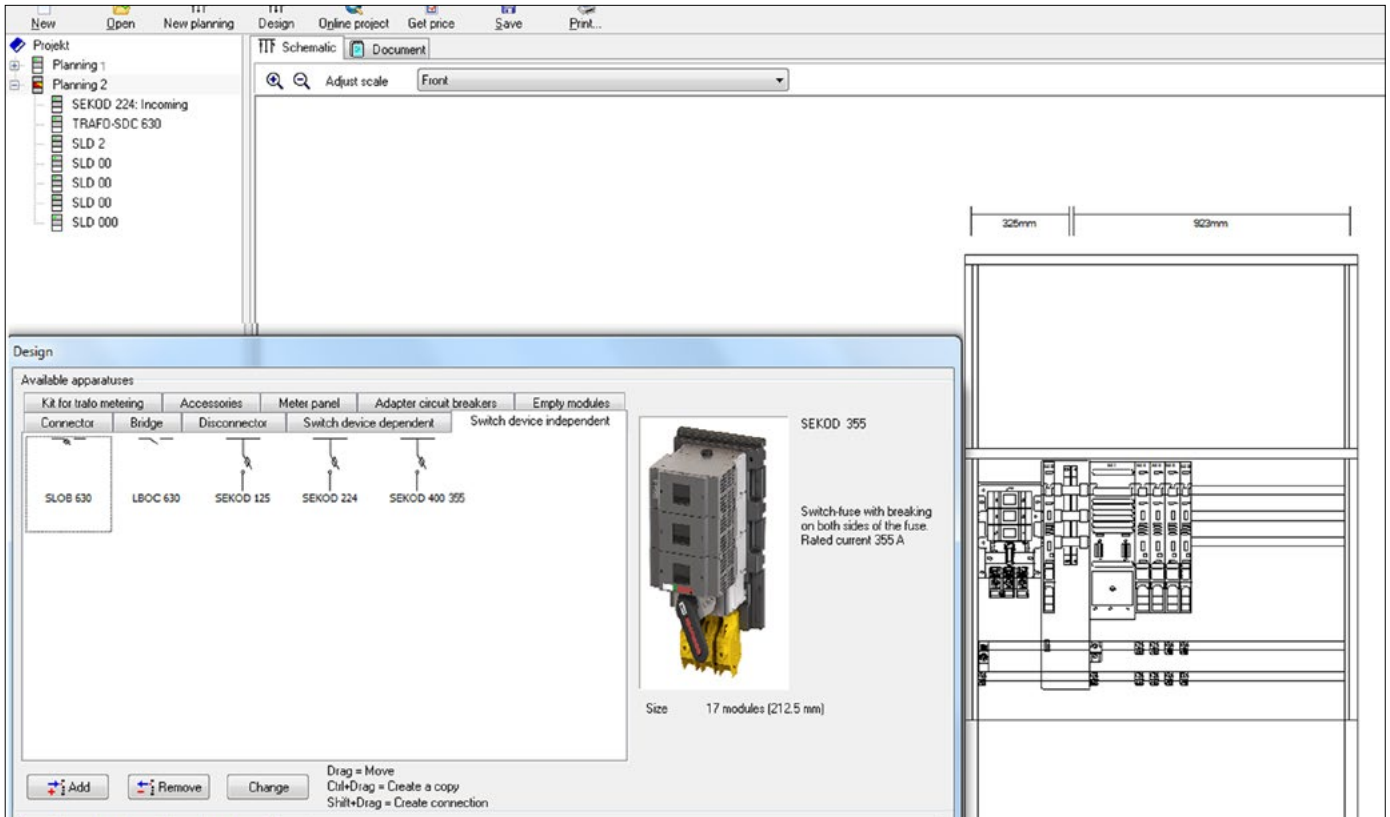 New Open New planning Design Online project Get price Save Print...
Projekt
Planning 1
Planning 2
SEKOD 224: Incoming
TRAFO-SDC 630
SLD 2
SLD 00
SLD 00
SLD 00
SLD 000
Schematic Document
Adjust scale Front
325mm 923mm
Design
Available apparatuses
Kit for trafo metering Accessories Meter panel Adapter circuit breakers Empty modules
Connector Bridge Disconnector Switch device dependent Switch device independent
SLOB 630 LBOC 630 SEKOD 125 SEKOD 224 SEKOD 400 355
SEKOD 355
Switch-fuse with breaking
on both sides of the fuse.
Rated current 355 A
Size 17 modules (212.5 mm)
Add Remove Change
Drag = Move
Ctrl+Drag = Create a copy
Shift+Drag = Create connection